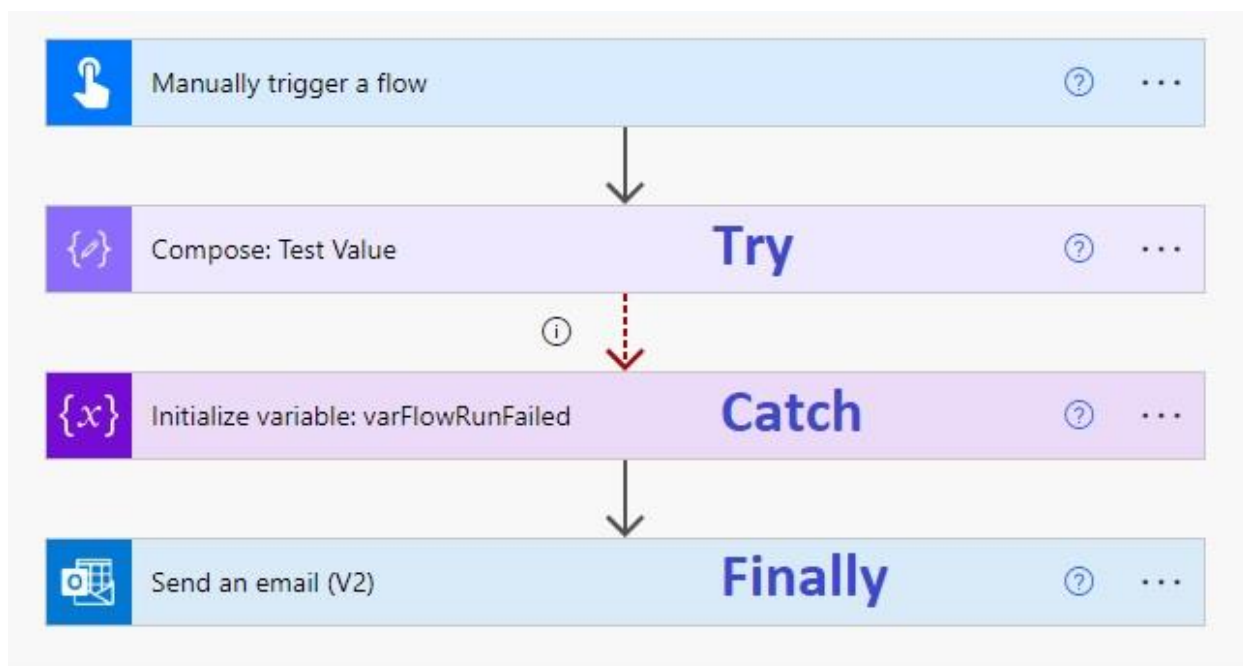 Manually trigger a flow
? ...
{ } Compose: Test Value Try
? ...
i
{x} Initialize variable: varFlowRunFailed Catch
? ...
o Send an email (V2) Finally
? ...